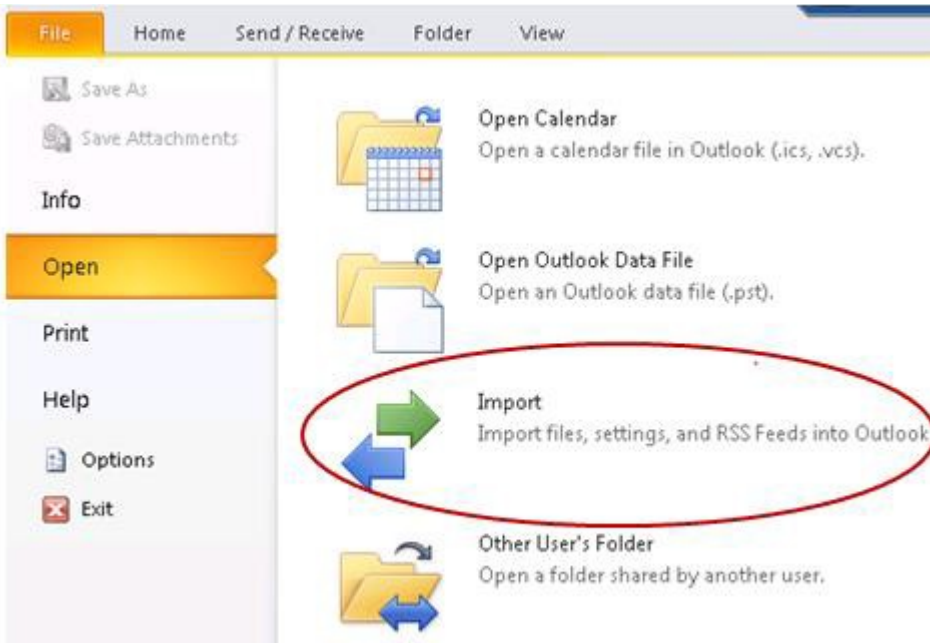 File Home Send / Receive Folder View
Save As
Save Attachments
Info
Open
Print
Help
Options
Exit
Open Calendar
Open a calendar file in Outlook (.ics, .vcs).
Open Outlook Data File
Open an Outlook data file (.pst).
Import
Import files, settings, and RSS Feeds into Outlook
Other User's Folder
Open a folder shared by another user.